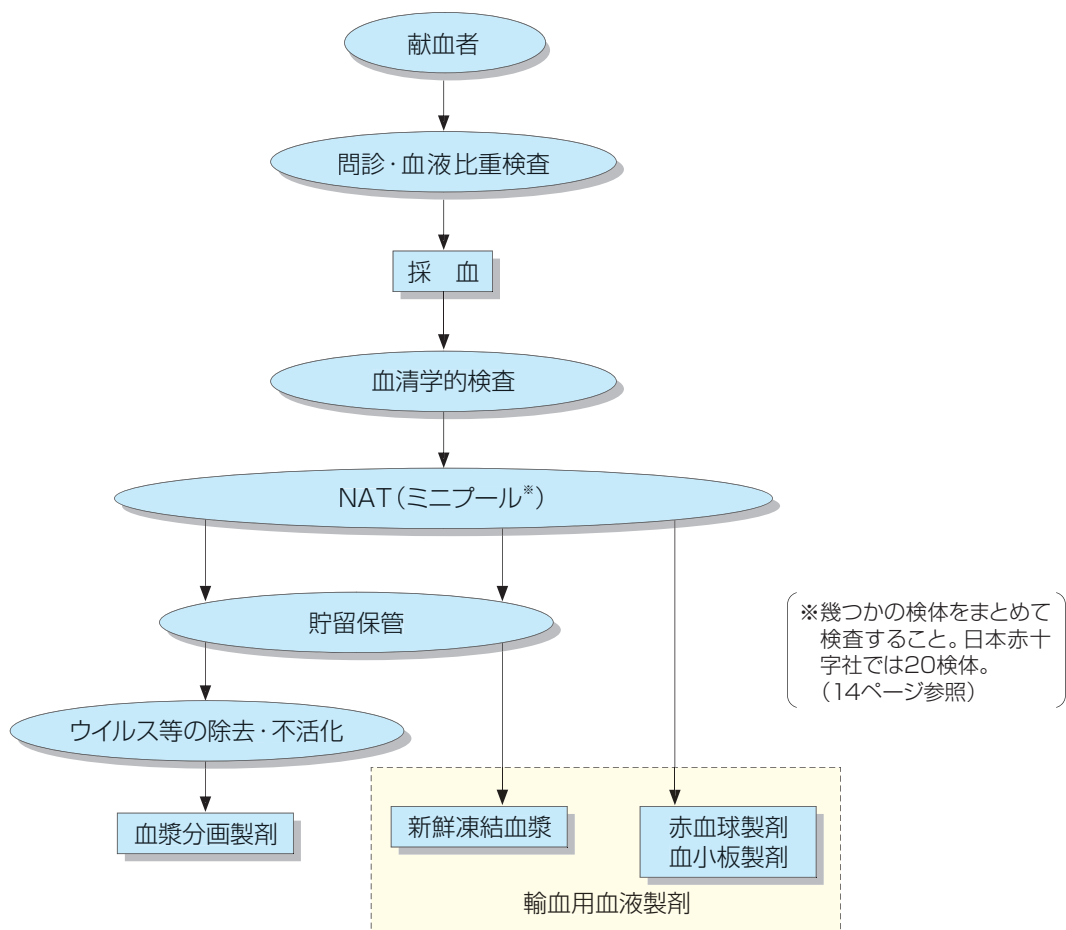 献血者
問診・血液比重検査
採　血
血清学的検査
NAT（ミニプール※）
貯留保管
※幾つかの検体をまとめて
検査すること。日本赤十
字社では20検体。
（14ページ参照）
ウイルス等の除去・不活化
血漿分画製剤
新鮮凍結血漿
赤血球製剤
血小板製剤
輸血用血液製剤